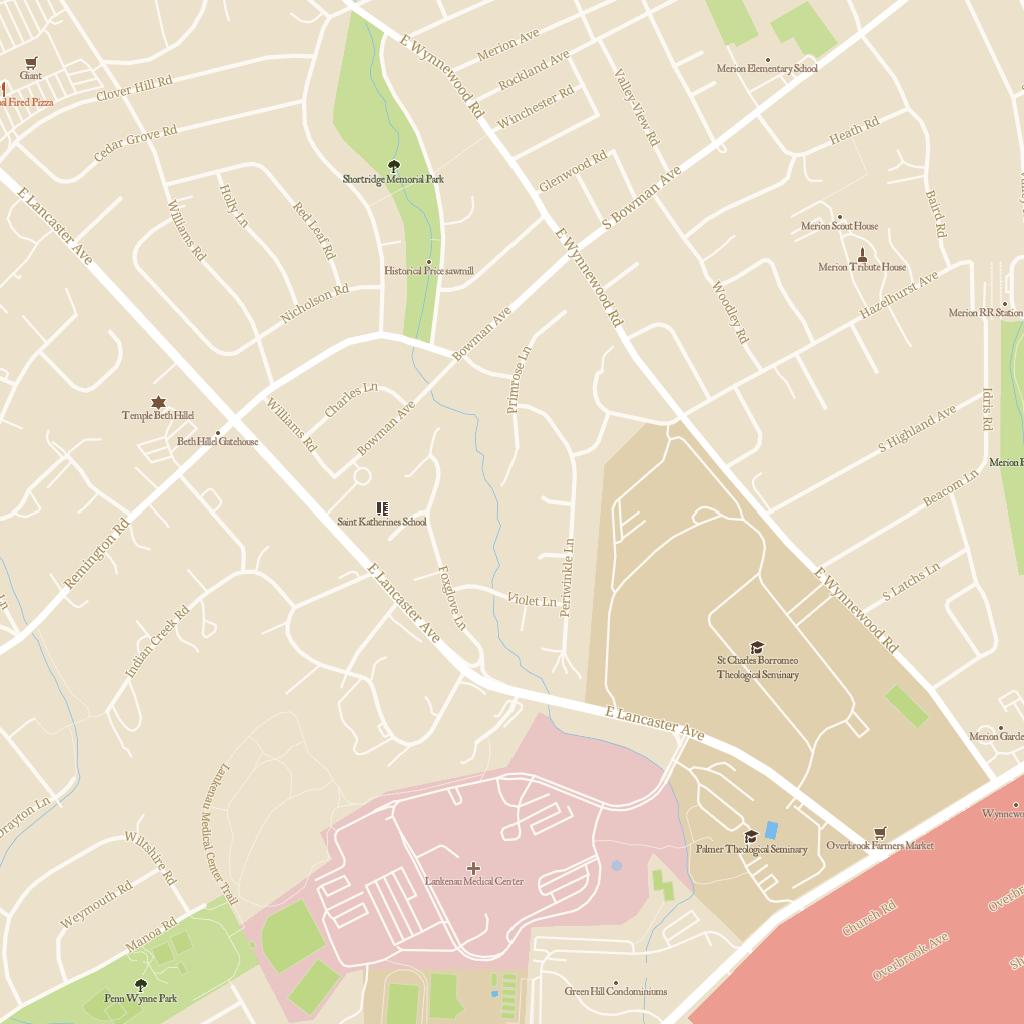 E Wynnewood Rd
Merion Ave
Rockland Ave
Winchester Rd
Valley-View Rd
Merion Elementary School
Giant
Fired Pizza
Clover Hill Rd
Cedar Grove Rd
Heath Rd
Glenwood Rd
Shortridge Memorial Park
S Bowman Ave
E Lancaster Ave
Williams Rd
Holly Ln
Red Leaf Rd
Baird Rd
Merion Scout House
E Wynnewood Rd
Historical Price sawmill
Merion Tribute House
Nicholson Rd
Hazelhurst Ave
Woodley Rd
Merion RR Station
Bowman Ave
Primrose Ln
Charles Ln
Temple Beth Hillel
Williams Rd
Bowman Ave
Beth Hillel Gatehouse
Idris Rd
S Highland Ave
Merion
Beacom Ln
Saint Katherines School
Remington Rd
E Lancaster Ave
Foxglove Ln
Violet Ln
Periwinkle Ln
S Latchs Ln
E Wynnewood Rd
Ln
Indian Creek Rd
St Charles Borromeo
Theological Seminary
E Lancaster Ave
Merion Garde
Drayton Ln
Lankenau Medical Center Trail
Wiltshire Rd
Wynnewo
Palmer Theological Seminary
Overbrook Farmers Market
Lankenau Medical Center
Weymouth Rd
Manoa Rd
Church Rd
Overbr
Overbrook Ave
Sh
Penn Wynne Park
Green Hill Condominiums